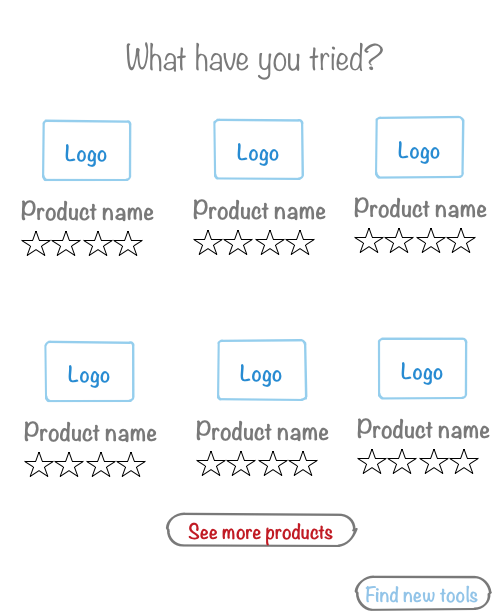 What have you tried?
Logo Logo Logo
Product name Product name Product name
Logo Logo Logo
Product name Product name Product name
See more products
Find new tools